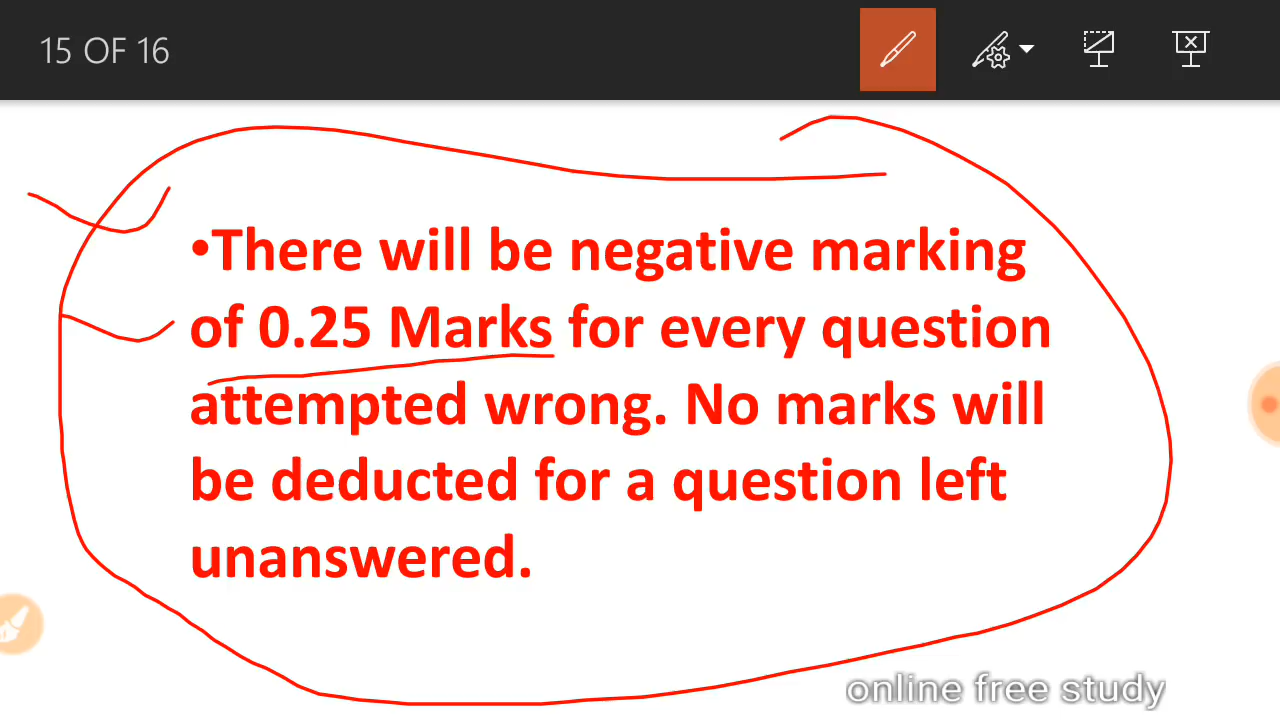 15 OF 16
•There will be negative marking
of 0.25 Marks for every question
attempted wrong. No marks will
be deducted for a question left
unanswered.
online free study